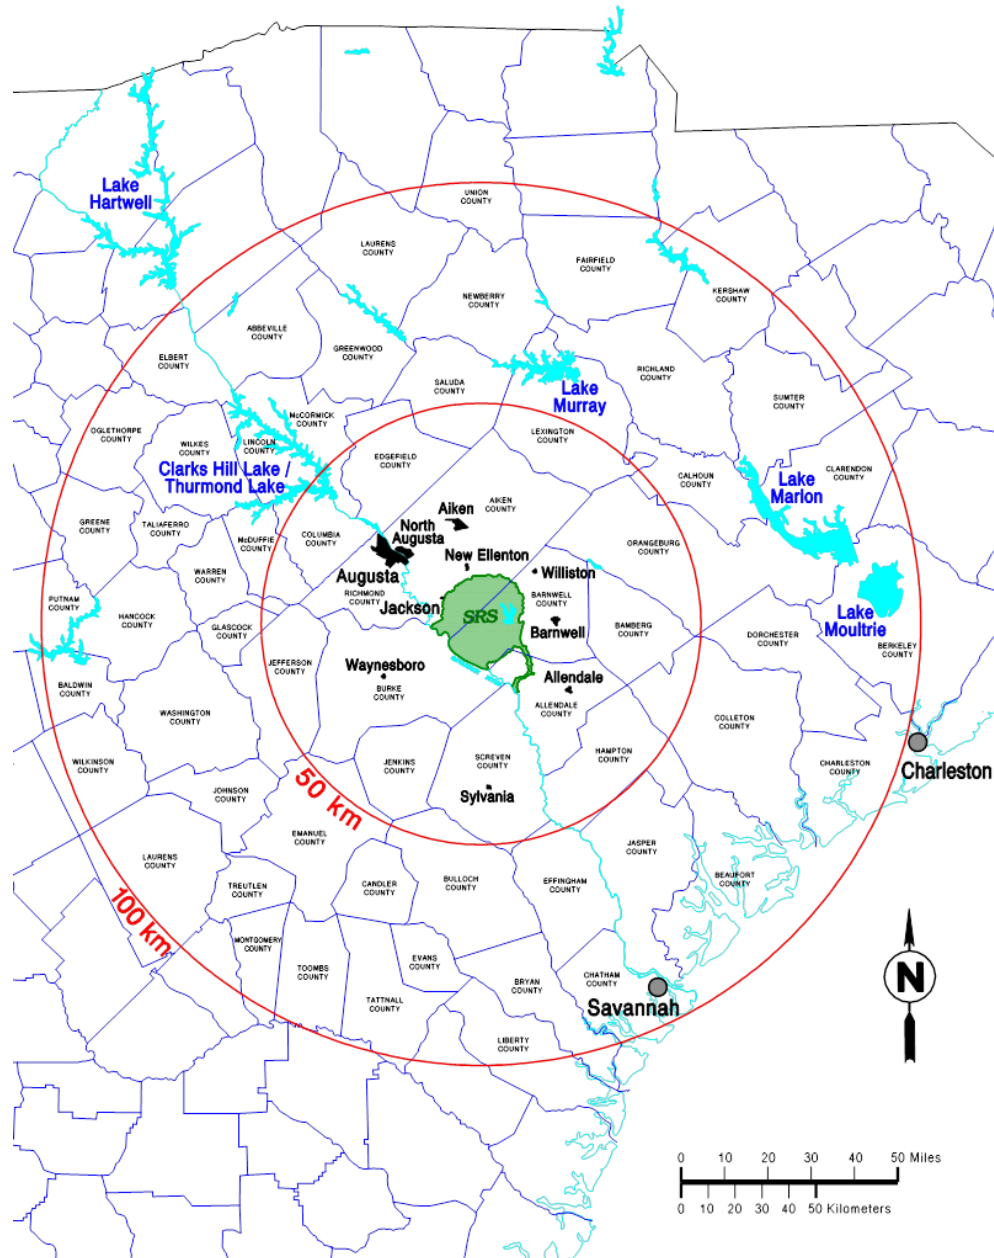 UNION
COUNTY
Lake
Hartwell
LAURENS
COUNTY
FAIRFIELD
COUNTY
KERSHAW
COUNTY
NEWBERRY
COUNTY
ABBEVILLE
COUNTY
GREENWOOD
COUNTY
ELBERT
COUNTY
RICHLAND
COUNTY
SALUDA
COUNTY
Lake
Murray
SUMTER
COUNTY
McCORMICK
COUNTY
OGLETHORPE
COUNTY
WILKES
COUNTY
LINCOLN
COUNTY
LEXINGTON
COUNTY
EDGEFIELD
COUNTY
Clarks Hill Lake /
Thurmond Lake
CALHOUN
COUNTY
Lake
Marion
CLARENDON
COUNTY
AIKEN
COUNTY
Aiken
North
Augusta
GREENE
COUNTY
TALIAFERRO
COUNTY
McDUFFIE
COUNTY
COLUMBIA
COUNTY
ORANGEBURG
COUNTY
New Ellenton
Augusta
Williston
WARREN
COUNTY
RICHMOND
COUNTY
BARNWELL
COUNTY
PUTNAM
COUNTY
Jackson
SRS
HANCOCK
COUNTY
GLASCOCK
COUNTY
Barnwell
BAMBERG
COUNTY
DORCHESTER
COUNTY
Lake
Moultrie
BERKELEY
COUNTY
JEFFERSON
COUNTY
Waynesboro
BURKE
COUNTY
Allendale
ALLENDALE
COUNTY
BALDWIN
COUNTY
WASHINGTON
COUNTY
COLLETON
COUNTY
WILKINSON
COUNTY
JENKINS
COUNTY
SCREVEN
COUNTY
HAMPTON
COUNTY
CHARLESTON
COUNTY
Charleston
JOHNSON
COUNTY
50 km
Sylvania
EMANUEL
COUNTY
JASPER
COUNTY
LAURENS
COUNTY
TREUTLEN
COUNTY
CANDLER
COUNTY
BULLOCH
COUNTY
EFFINGHAM
COUNTY
BEAUFORT
COUNTY
100 km
MONTGOMERY
COUNTY
TOOMBS
COUNTY
EVANS
COUNTY
TATTNALL
COUNTY
BRYAN
COUNTY
CHATHAM
COUNTY
Savannah
LIBERTY
COUNTY
N
0 10 20 30 40 50 Miles
0 10 20 30 40 50 Kilometers